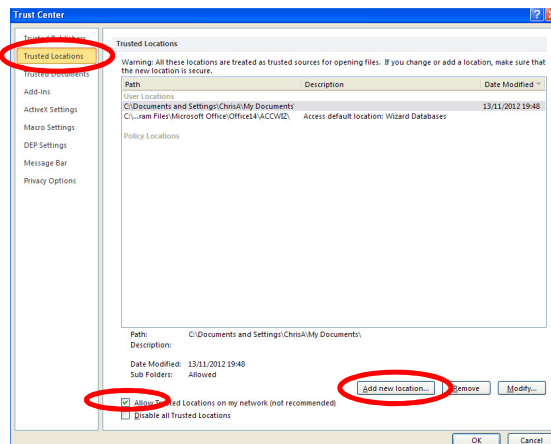 Trust Center
Trusted Publishers
Trusted Locations
Trusted Documents
Add-ins
ActiveX Settings
Macro Settings
DEP Settings
Message Bar
Privacy Options
Trusted Locations
Warning: All these locations are treated as trusted sources for opening files. If you change or add a location, make sure that
the new location is secure.
Path Description Date Modified
User Locations
C:\Documents and Settings\ChrisA\My Documents\ 13/11/2012 19:48
C:\...ram Files\Microsoft Office\Office14\ACCWIZ\ Access default location: Wizard Databases
Policy Locations
Path: C:\Documents and Settings\ChrisA\My Documents\
Description:
Date Modified: 13/11/2012 19:48
Sub Folders: Allowed
Add new location... Remove Modify...
Allow Trusted Locations on my network (not recommended)
Disable all Trusted Locations
OK Cancel